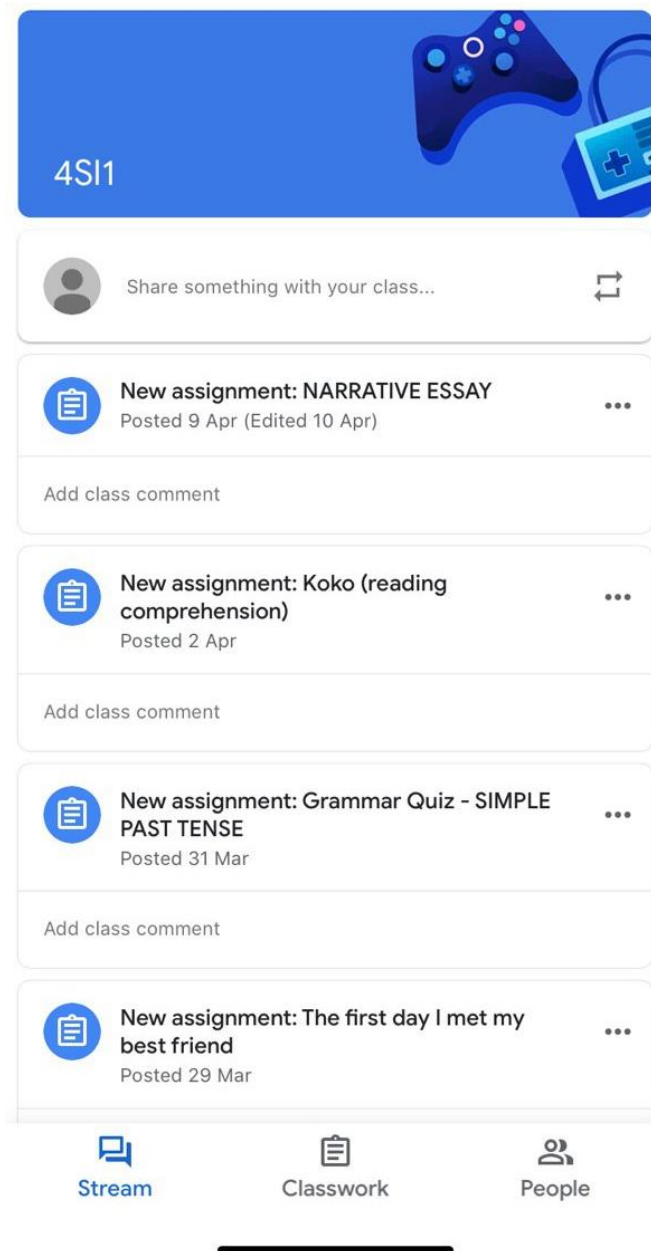 4SI1
Share something with your class...
New assignment: NARRATIVE ESSAY
Posted 9 Apr (Edited 10 Apr)
Add class comment
New assignment: Koko (reading
comprehension)
Posted 2 Apr
Add class comment
New assignment: Grammar Quiz - SIMPLE
PAST TENSE
Posted 31 Mar
Add class comment
New assignment: The first day I met my
best friend
Posted 29 Mar
Stream Classwork People